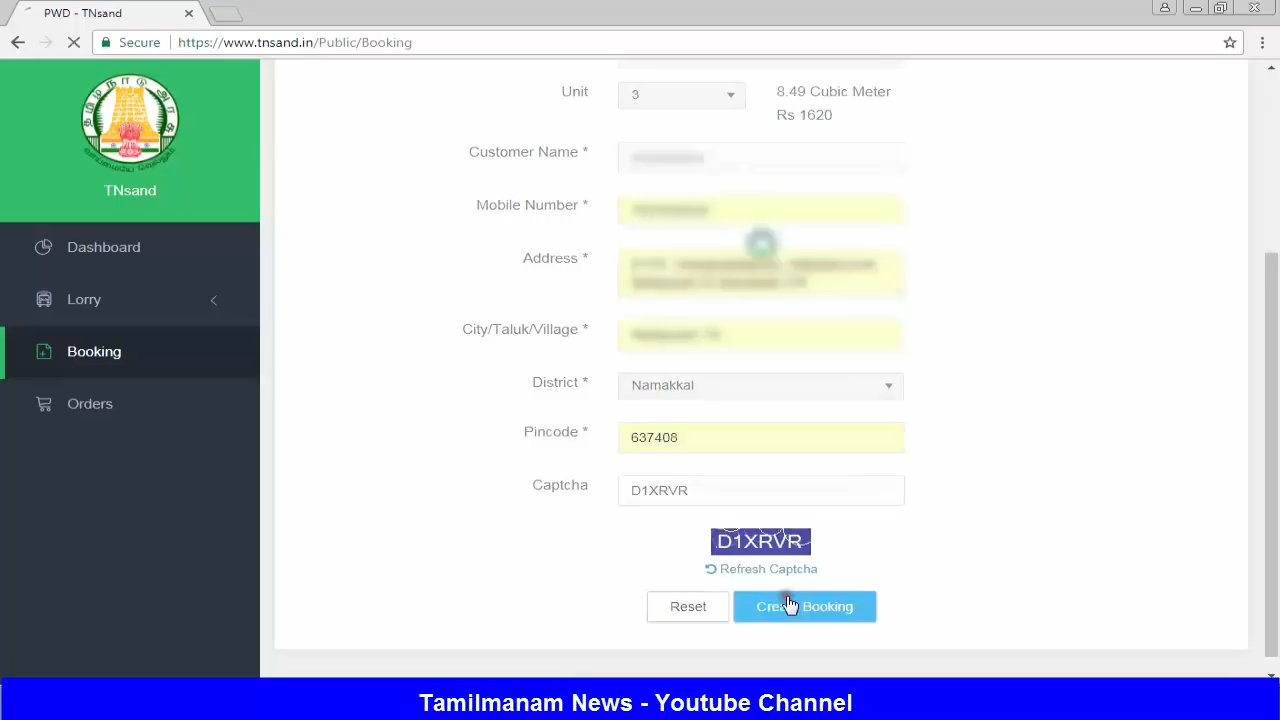 PWD - TNsand
Secure
https://www.tnsand.in/Public/Booking
TNsand
Dashboard
Lorry
Booking
Orders
Unit
3
8.49 Cubic Meter
Rs 1620
Customer Name *
Mobile Number *
Address *
City/Taluk/Village *
District *
Namakkal
Pincode *
637408
Captcha
D1XRVR
D1XRVR
Refresh Captcha
Reset
Booking
Tamilmanam News - Youtube Channel